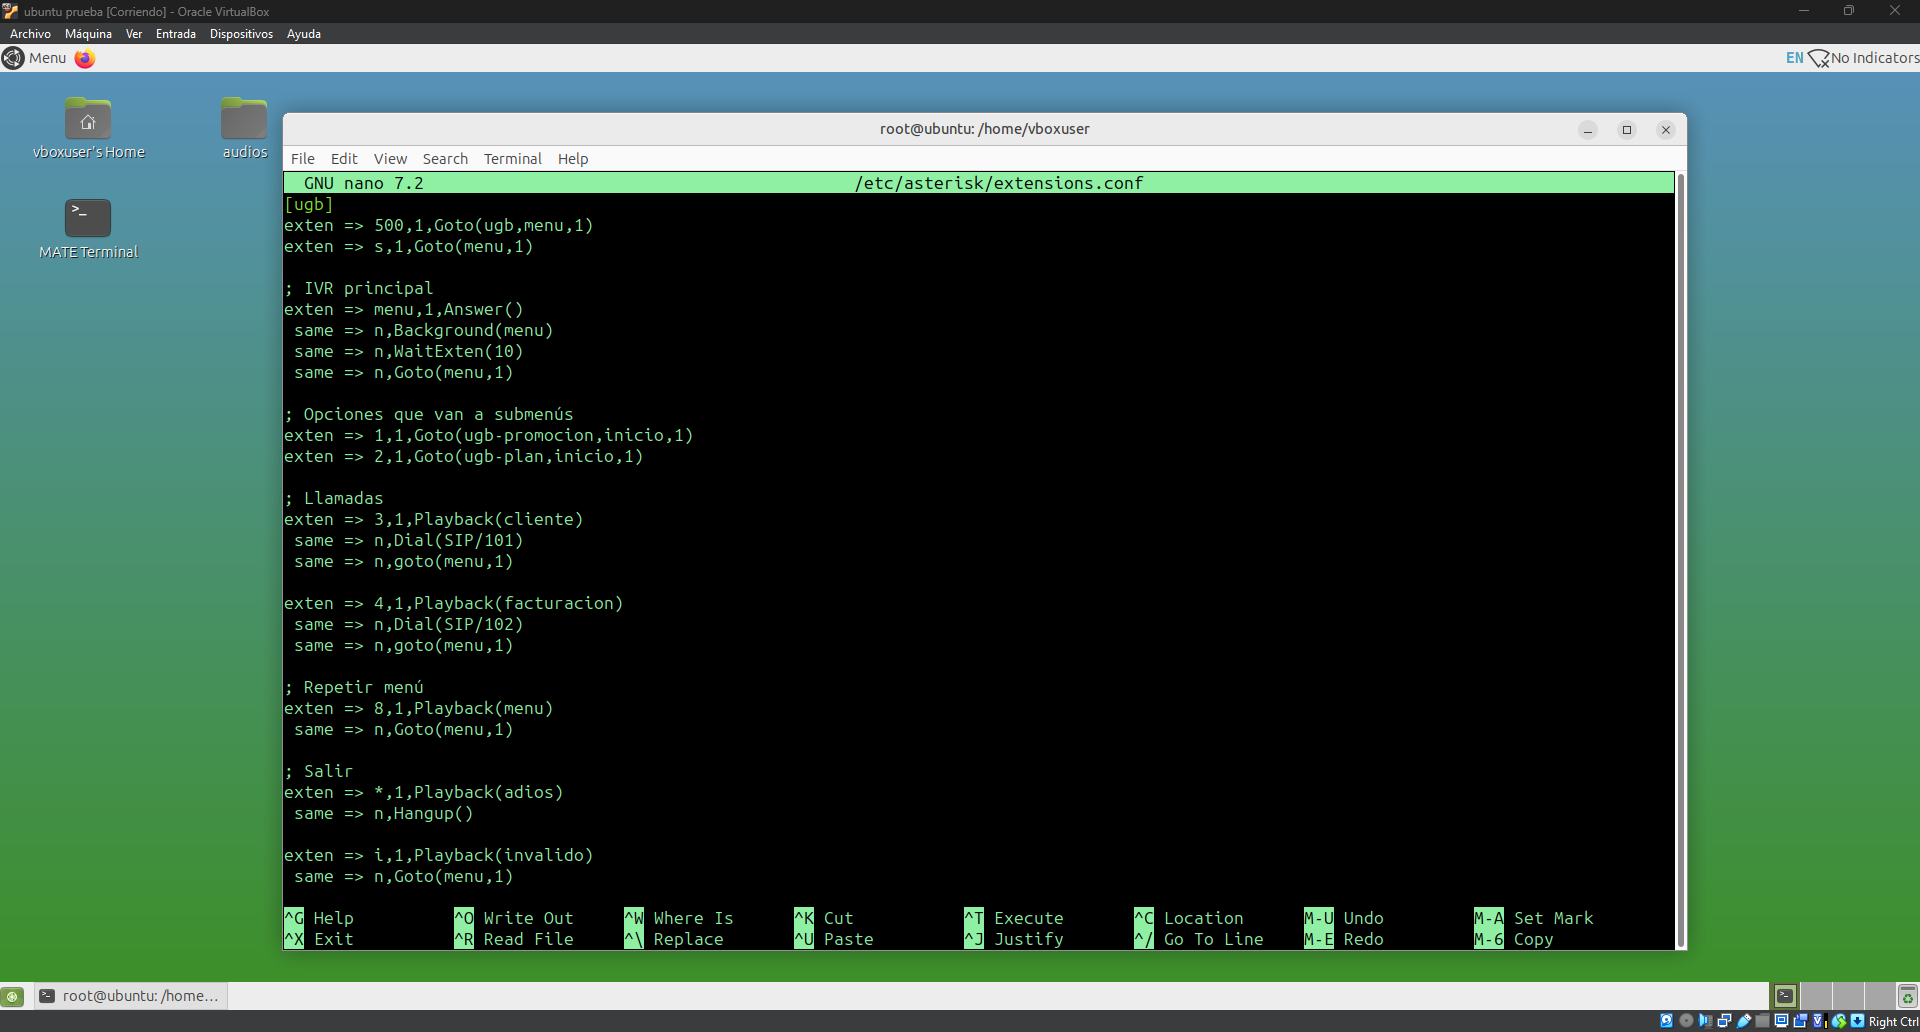 ubuntu prueba [Corriendo] - Oracle VirtualBox
Archivo Máquina Ver Entrada Dispositivos Ayuda
Menu EN No Indicators
vboxuser's Home
audios
MATE Terminal
root@ubuntu: /home/vboxuser
File Edit View Search Terminal Help
GNU nano 7.2 /etc/asterisk/extensions.conf
[ugb]
exten => 500,1,Goto(ugb,menu,1)
exten => s,1,Goto(menu,1)
; IVR principal
exten => menu,1,Answer()
same => n,Background(menu)
same => n,WaitExten(10)
same => n,Goto(menu,1)
; Opciones que van a submenús
exten => 1,1,Goto(ugb-promocion,inicio,1)
exten => 2,1,Goto(ugb-plan,inicio,1)
; Llamadas
exten => 3,1,Playback(cliente)
same => n,Dial(SIP/101)
same => n,goto(menu,1)
exten => 4,1,Playback(facturacion)
same => n,Dial(SIP/102)
same => n,goto(menu,1)
; Repetir menú
exten => 8,1,Playback(menu)
same => n,Goto(menu,1)
; Salir
exten => *,1,Playback(adios)
same => n,Hangup()
exten => i,1,Playback(invalido)
same => n,Goto(menu,1)
^G Help ^O Write Out ^W Where Is ^K Cut ^T Execute ^C Location M-U Undo M-A Set Mark
^X Exit ^R Read File ^\ Replace ^U Paste ^J Justify ^/ Go To Line M-E Redo M-6 Copy
root@ubuntu: /home...
Right Ctrl